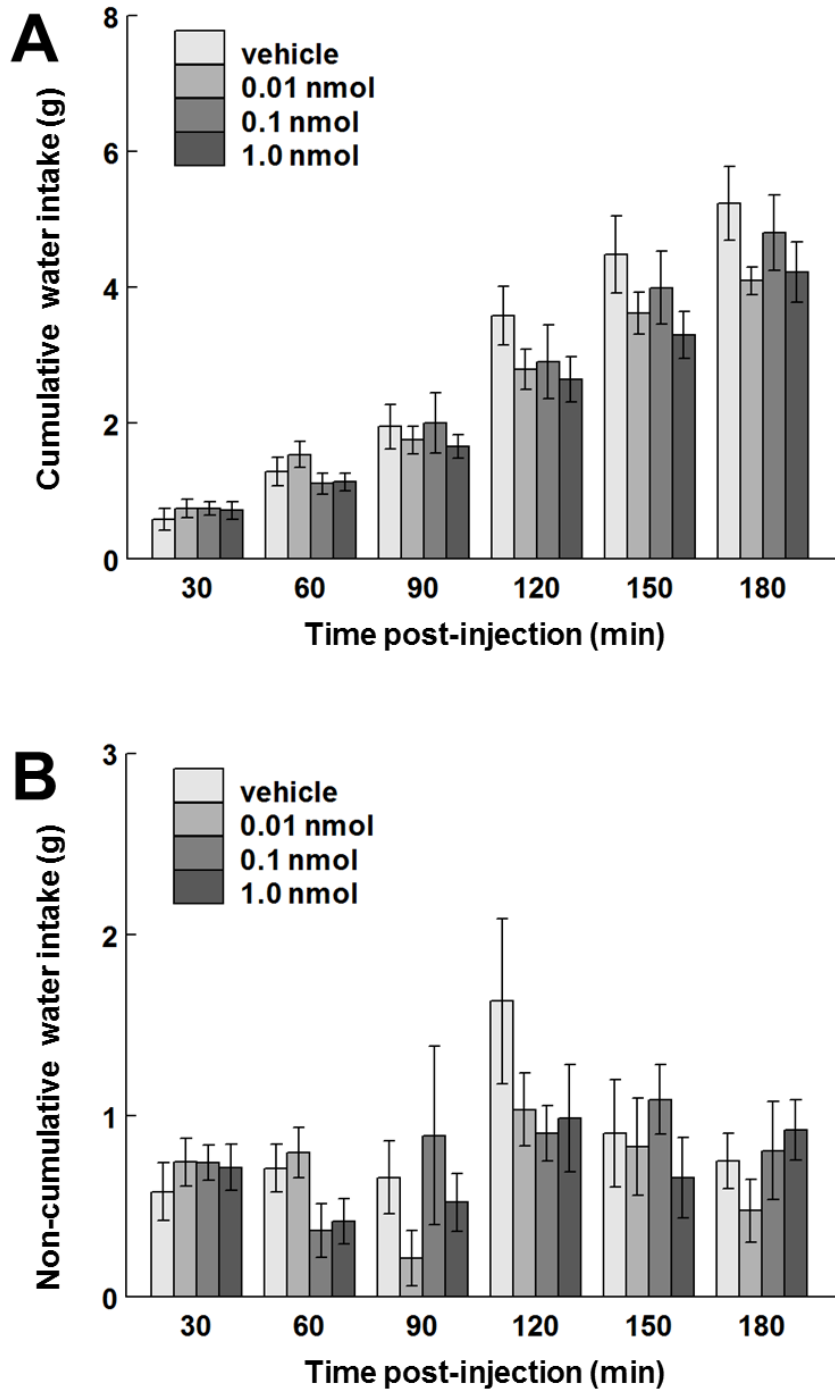 A
8
6
4
2
0
Cumulative water intake (g)
vehicle
0.01 nmol
0.1 nmol
1.0 nmol
30 60 90 120 150 180
Time post-injection (min)
B
3
2
1
0
Non-cumulative water intake (g)
vehicle
0.01 nmol
0.1 nmol
1.0 nmol
30 60 90 120 150 180
Time post-injection (min)